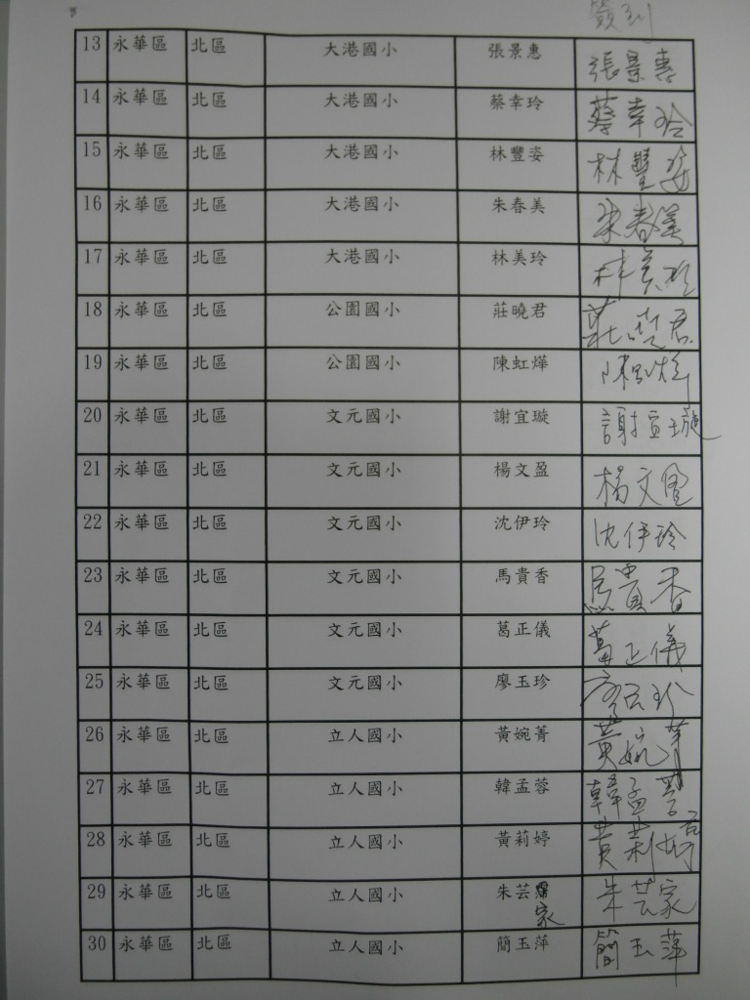 簽到
13 永華區 北區 大港國小 張景惠 張景惠
14 永華區 北區 大港國小 蔡幸玲 蔡幸玲
15 永華區 北區 大港國小 林豐姿 林豐姿
16 永華區 北區 大港國小 朱春美 朱春美
17 永華區 北區 大港國小 林美玲 林美玲
18 永華區 北區 公園國小 莊曉君 莊曉君
19 永華區 北區 公園國小 陳虹燁 陳虹燁
20 永華區 北區 文元國小 謝宜璇 謝宜璇
21 永華區 北區 文元國小 楊文盈 楊文盈
22 永華區 北區 文元國小 沈伊玲 沈伊玲
23 永華區 北區 文元國小 馬貴香 馬貴香
24 永華區 北區 文元國小 葛正儀 葛正儀
25 永華區 北區 文元國小 廖玉珍 廖玉珍
26 永華區 北區 立人國小 黃婉菁 黃婉菁
27 永華區 北區 立人國小 韓孟蓉 韓孟蓉
28 永華區 北區 立人國小 黃莉婷 黃莉婷
29 永華區 北區 立人國小 朱芸家 朱芸家
30 永華區 北區 立人國小 簡玉萍 簡玉萍